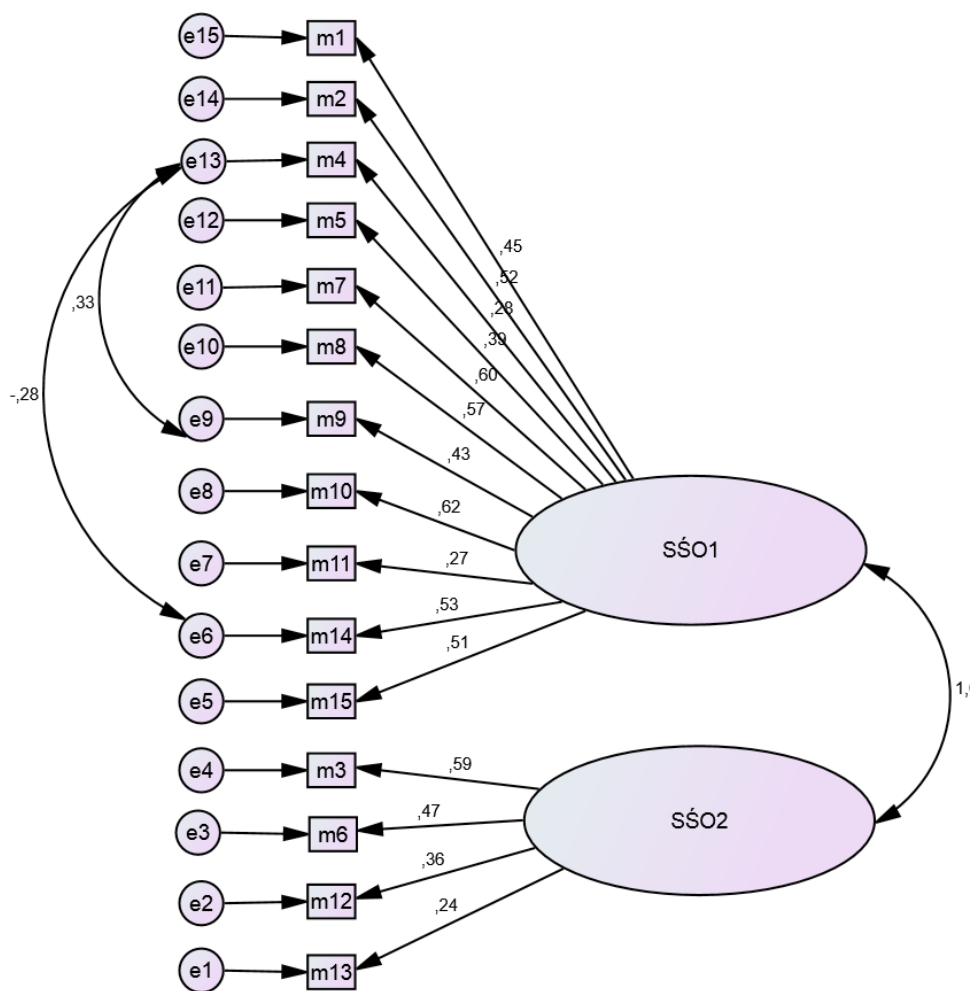 e15 m1
e14 m2
e13 m4
e12 m5
,45
,52
e11 m7
,33
,28
e10 m8
,39
,60
-,28
,57
e9 m9
,43
e8 m10
,62
SŚO1
e7 m11
,27
e6 m14
,53
,51
e5 m15
1,
e4 m3
,59
e3 m6
,47
SŚO2
,36
e2 m12
,24
e1 m13